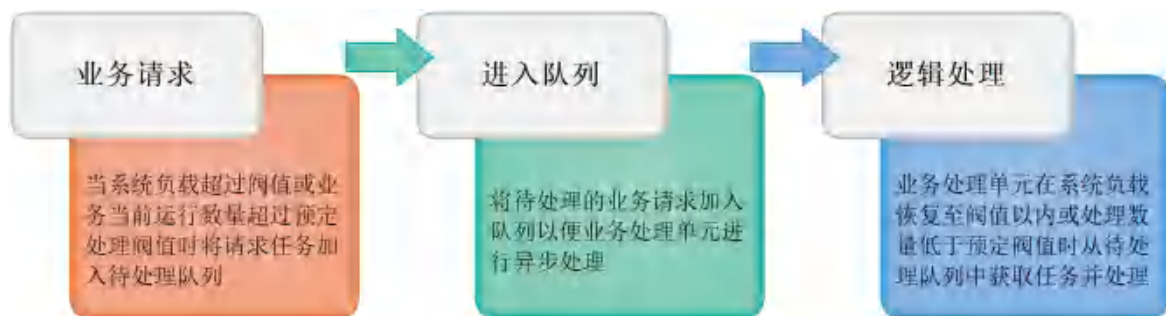 业务请求
当系统负载超过阀值或业
务当前运行数量超过预定
处理阀值时将请求任务加
入待处理队列
进入队列
将待处理的业务请求加入
队列以便业务处理单元进
行异步处理
逻辑处理
业务处理单元在系统负载
恢复至阀值以内或处理数
量低于预定阀值时从待处
理队列中获取任务并处理